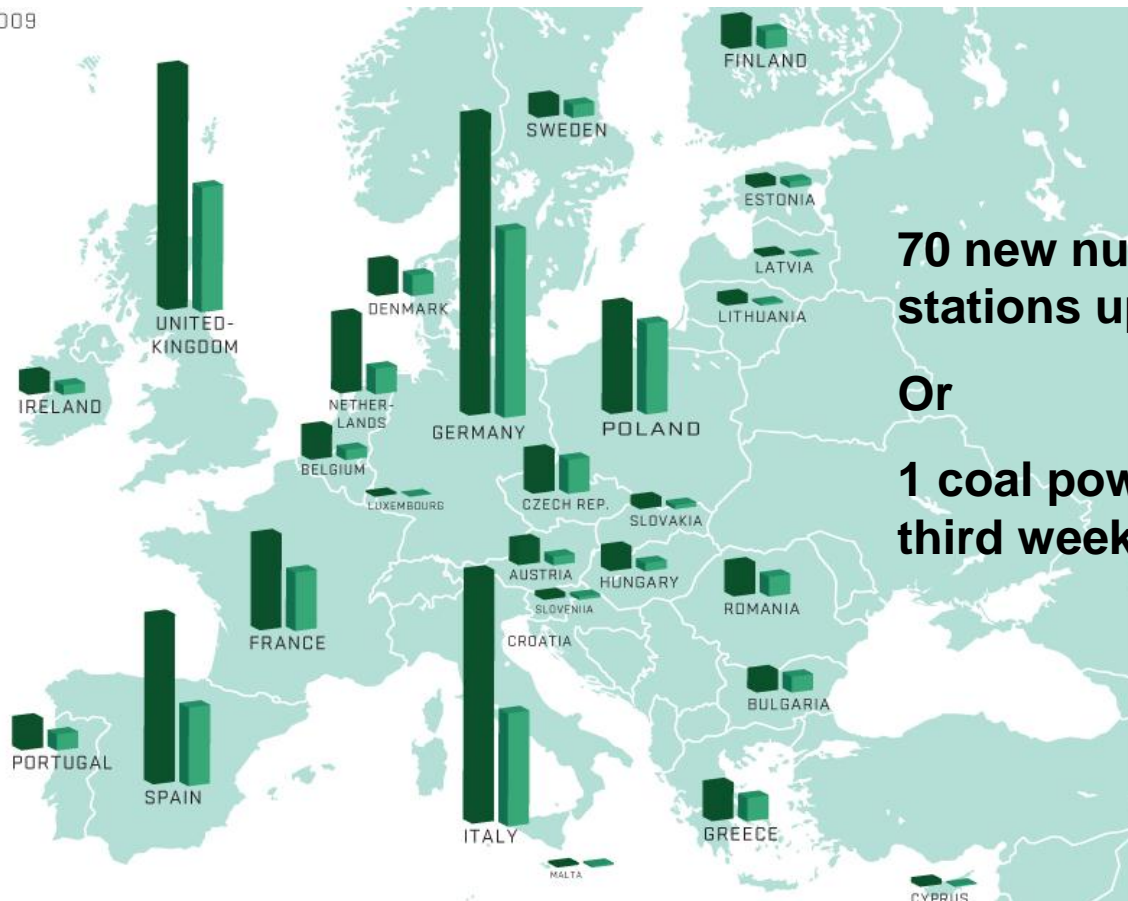 009
FINLAND
SWEDEN
ESTONIA
LATVIA
LITHUANIA
DENMARK
UNITED-
KINGDOM
IRELAND
NETHER-
LANDS
GERMANY
POLAND
BELGIUM
LUXEMBOURG
CZECH REP.
SLOVAKIA
AUSTRIA
HUNGARY
SLOVENIIA
CROATIA
ROMANIA
FRANCE
BULGARIA
PORTUGAL
SPAIN
ITALY
GREECE
MALTA
CYPRUS
70 new nu
stations up
Or
1 coal pow
third week